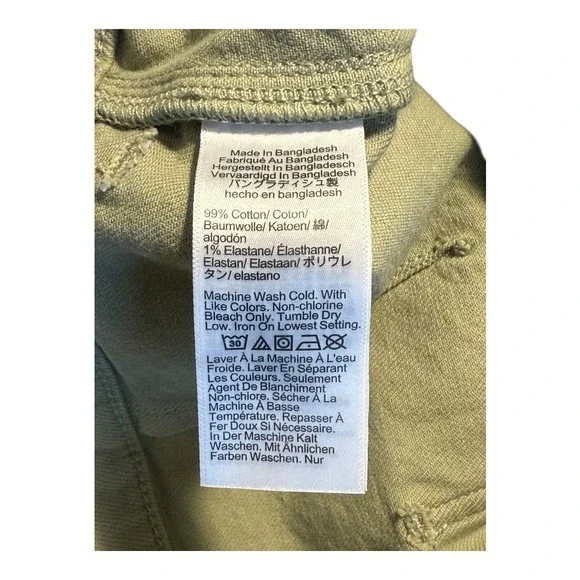 Made In Bangladesh
Fabriqué Au Bangladesh
Hergestellt In Bangladesch
Vervaardigd In Bangladesh
バングラディシュ製
hecho en bangladesh
99% Cotton/ Coton/
Baumwolle/ Katoen/ 綿/
algodón
1% Elastane/ Élasthanne/
Elastan/ Elastaan/ ポリウレ
タン/ elastano
Machine Wash Cold. With
Like Colors. Non-chlorine
Bleach Only. Tumble Dry
Low. Iron On Lowest Setting.
30
Laver À La Machine À L'eau
Froide. Laver En Séparant
Les Couleurs. Seulement
Agent De Blanchiment
Non-chlore. Sécher À La
Machine À Basse
Température. Repasser À
Fer Doux Si Nécessaire.
In Der Maschine Kalt
Waschen. Mit Ähnlichen
Farben Waschen. Nur